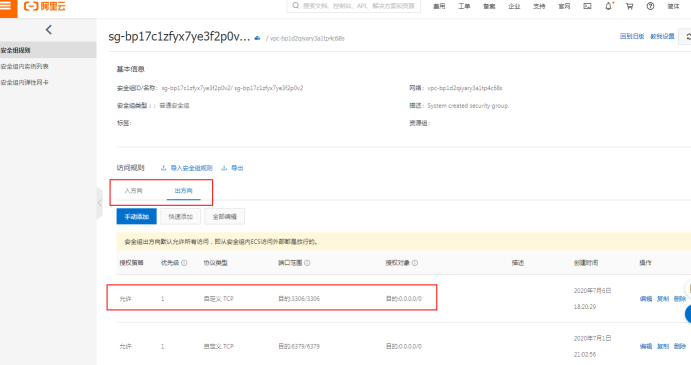 阿里云
搜索文档、控制台、API、解决方案和资源
费用 工单 备案 企业 支持 官网 简体
安全组规则
安全组内实例列表
安全组内弹性网卡
sg-bp17c1zfyx7ye3f2p0v... / vpc-bp1d2qiyary3a1tp4c68s
回到旧版 教我设置
基本信息
安全组ID/名称： sg-bp17c1zfyx7ye3f2p0v2/ sg-bp17c1zfyx7ye3f2p0v2
网络： vpc-bp1d2qiyary3a1tp4c68s
安全组类型：： 普通安全组
描述： System created security group.
标签：
资源组：
访问规则 导入安全组规则 导出
入方向 出方向
手动添加 快速添加 全部编辑
安全组出方向默认允许所有访问，即从安全组内ECS访问外部都是放行的。
授权策略 优先级 协议类型 端口范围 授权对象 描述 创建时间 操作
允许 1 自定义 TCP 目的:3306/3306 目的:0.0.0.0/0 2020年7月6日
18:20:29
编辑 复制 删除
允许 1 自定义 TCP 目的:6379/6379 目的:0.0.0.0/0 2020年7月1日
21:02:56
编辑 复制 删除